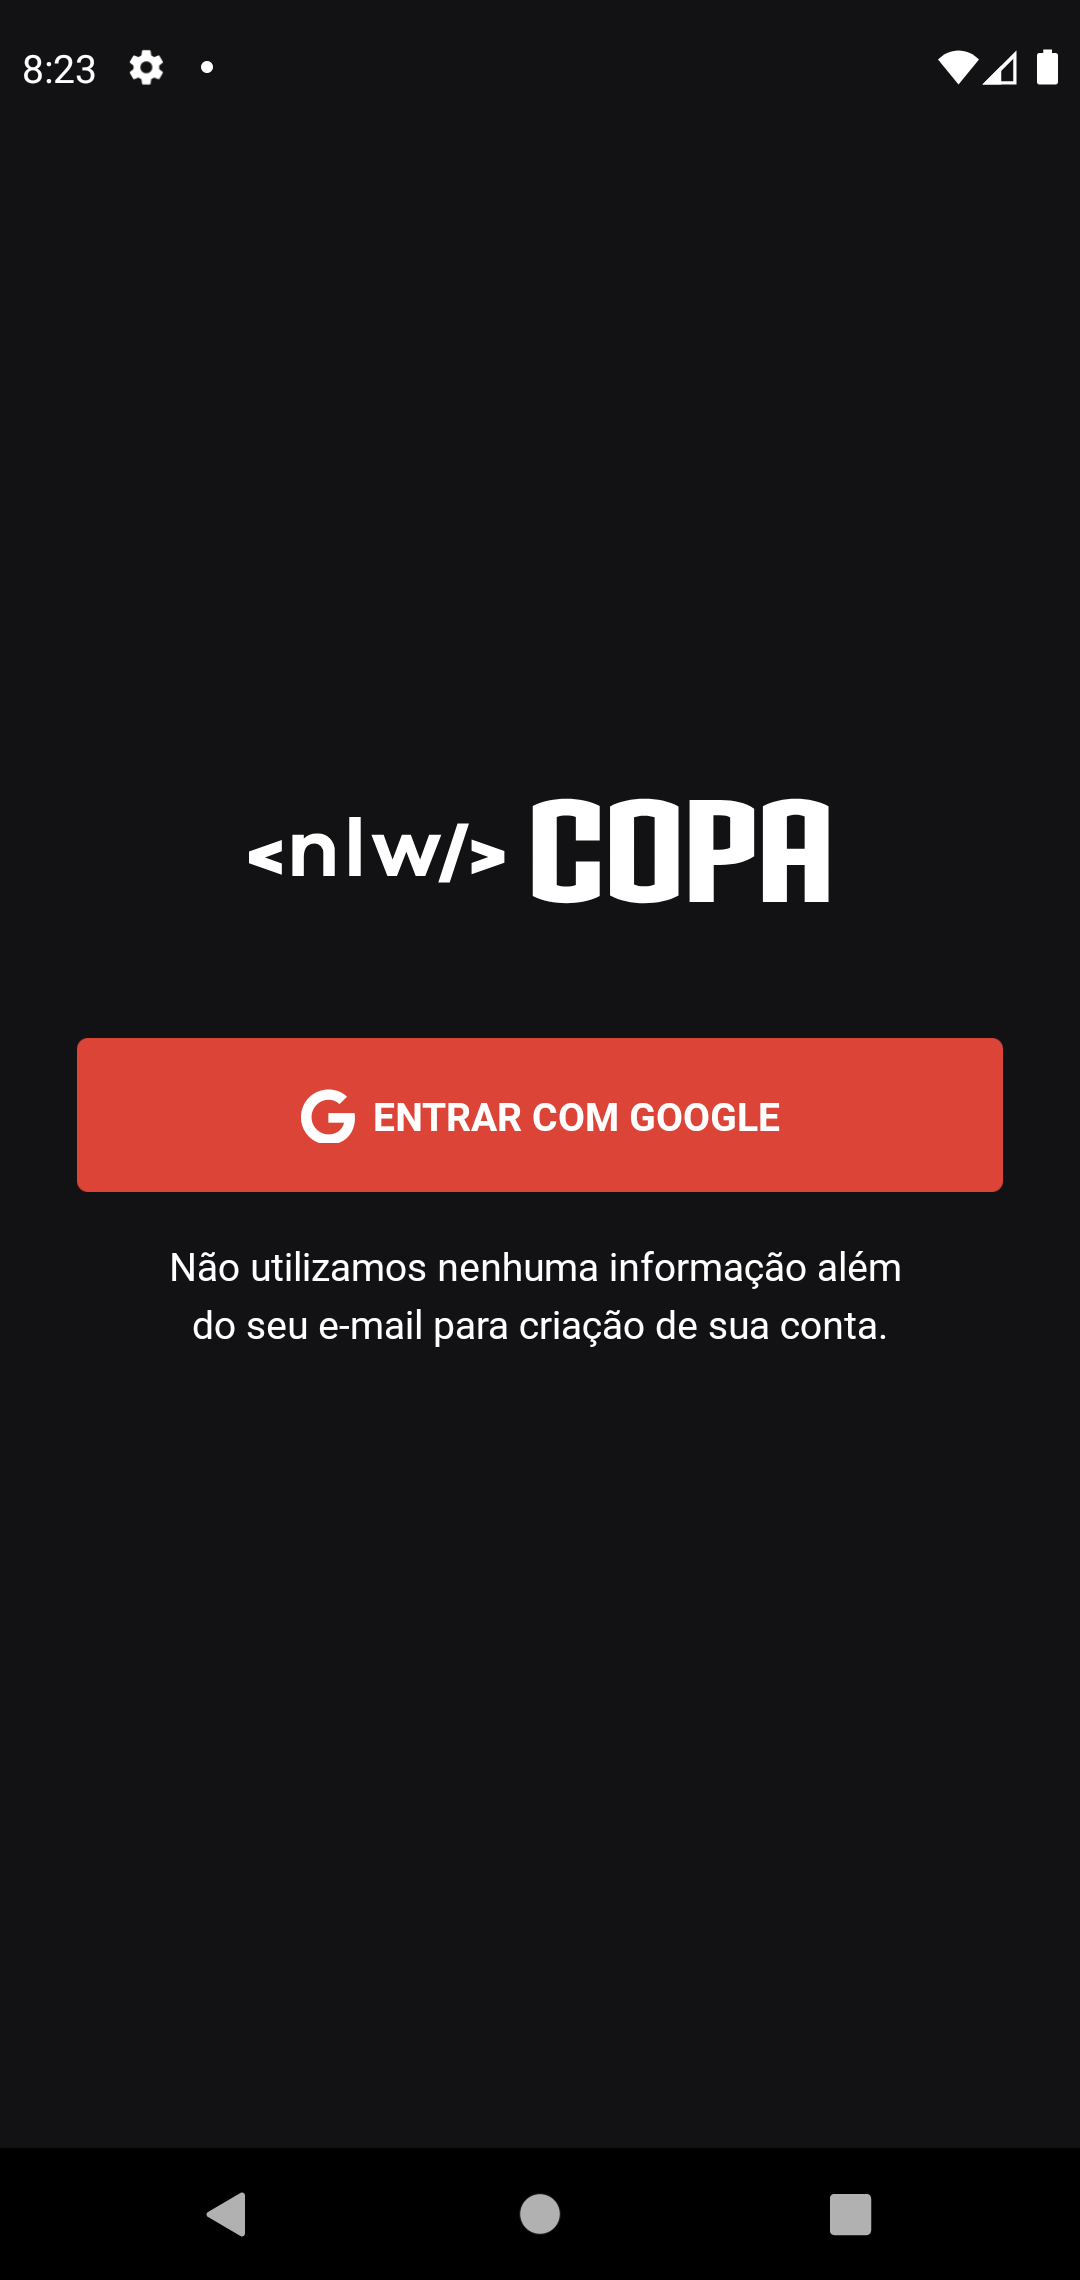 8:23
<nlw/> COPA
ENTRAR COM GOOGLE
Não utilizamos nenhuma informação além
do seu e-mail para criação de sua conta.